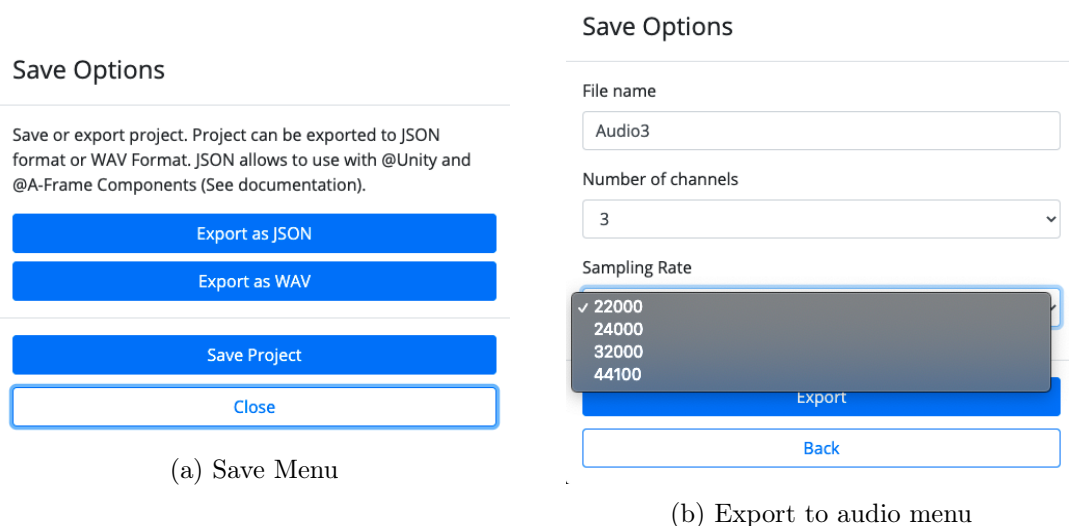 Save Options
Save or export project. Project can be exported to JSON
format or WAV Format. JSON allows to use with @Unity and
@A-Frame Components (See documentation).
Export as JSON
Export as WAV
Save Project
Close
(a) Save Menu
Save Options
File name
Audio3
Number of channels
3
Sampling Rate
✓ 22000
24000
32000
44100
Export
Back
(b) Export to audio menu